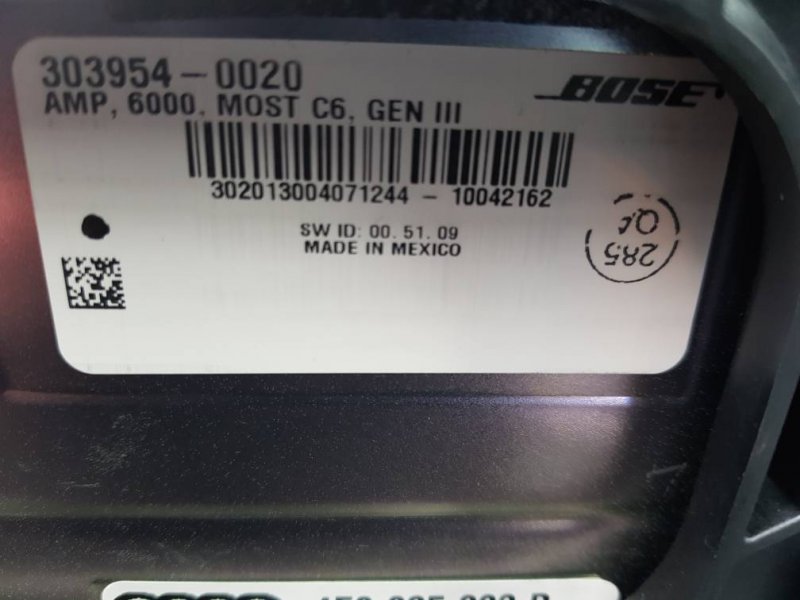 303954-0020
BOSE
AMP, 6000, MOST C6, GEN III
302013004071244 - 10042162
SW ID: 00. 51. 09
MADE IN MEXICO
285